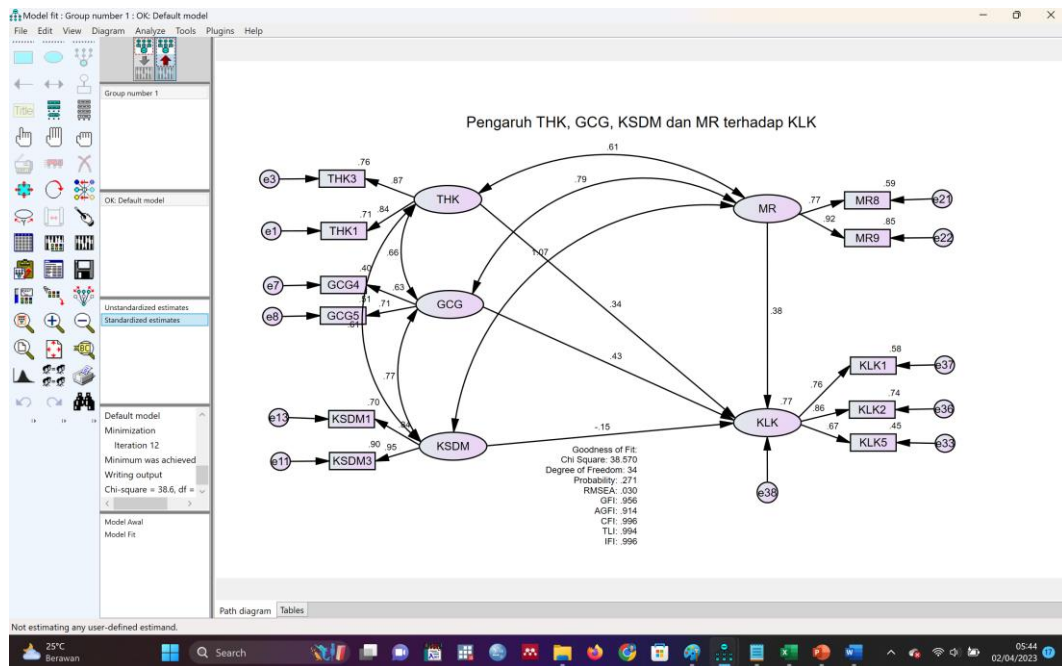 Model fit : Group number 1 : OK: Default model
File Edit View Diagram Analyze Tools Plugins Help
Title
Group number 1
OK: Default model
Unstandardized estimates
Standardized estimates
Default model
Minimization
Iteration 12
Minimum was achieved
Writing output
Chi-square = 38.6, df =
Model Awal
Model Fit
Pengaruh THK, GCG, KSDM dan MR terhadap KLK
.61
.79
.76
e3
THK3
.87
THK
.71
.84
e1
THK1
.66
.40
e7
GCG4
.63
GCG
.51
e8
GCG5
.71
.61
.77
.70
e13
KSDM1
.84
KSDM
.90
e11
KSDM3
.95
MR
.77
.59
MR8
e21
.92
.85
MR9
e22
1.07
.34
.38
.43
-.15
.77
KLK
e38
.58
.76
KLK1
e37
.74
.86
KLK2
e36
.45
.67
KLK5
e33
Goodness of Fit:
Chi Square: 38.570
Degree of Freedom: 34
Probability: .271
RMSEA: .030
GFI: .956
AGFI: .914
CFI: .996
TLI: .994
IFI: .996
Path diagram Tables
Not estimating any user-defined estimand.
25°C
Berawan
Search
05:44
02/04/2023